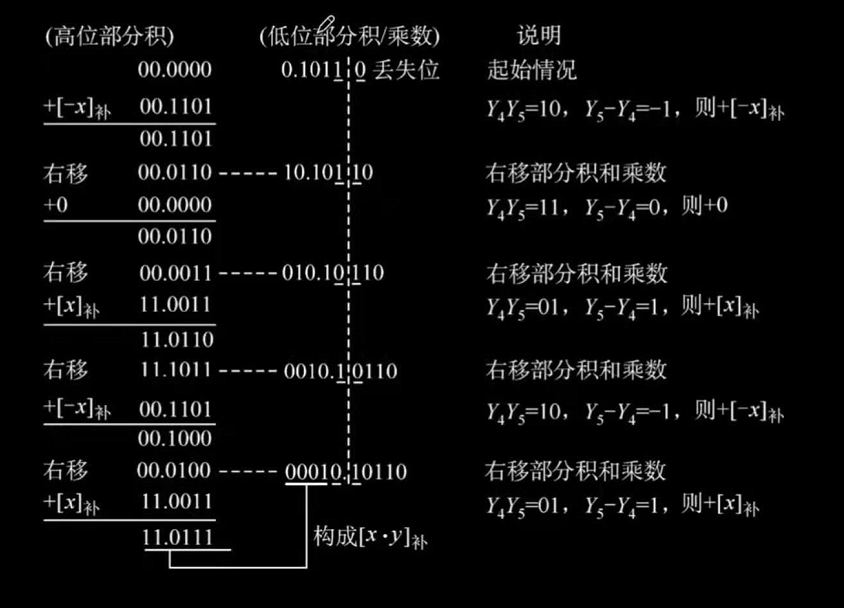 (高位部分积) (低位部分积/乘数) 说明
00.0000 0.1011 0 丢失位 起始情况
+[-x]补 00.1101 Y4Y5=10，Y5-Y4=-1，则+[-x]补
00.1101
右移 00.0110 ----- 10.101 10 右移部分积和乘数
+0 00.0000 Y4Y5=11，Y5-Y4=0，则+0
00.0110
右移 00.0011 ----- 010.10 110 右移部分积和乘数
+[x]补 11.0011 Y4Y5=01，Y5-Y4=1，则+[x]补
11.0110
右移 11.1011 ----- 0010.1 0110 右移部分积和乘数
+[-x]补 00.1101 Y4Y5=10，Y5-Y4=-1，则+[-x]补
00.1000
右移 00.0100 ----- 00010. 10110 右移部分积和乘数
+[x]补 11.0011 Y4Y5=01，Y5-Y4=1，则+[x]补
11.0111 构成[x·y]补